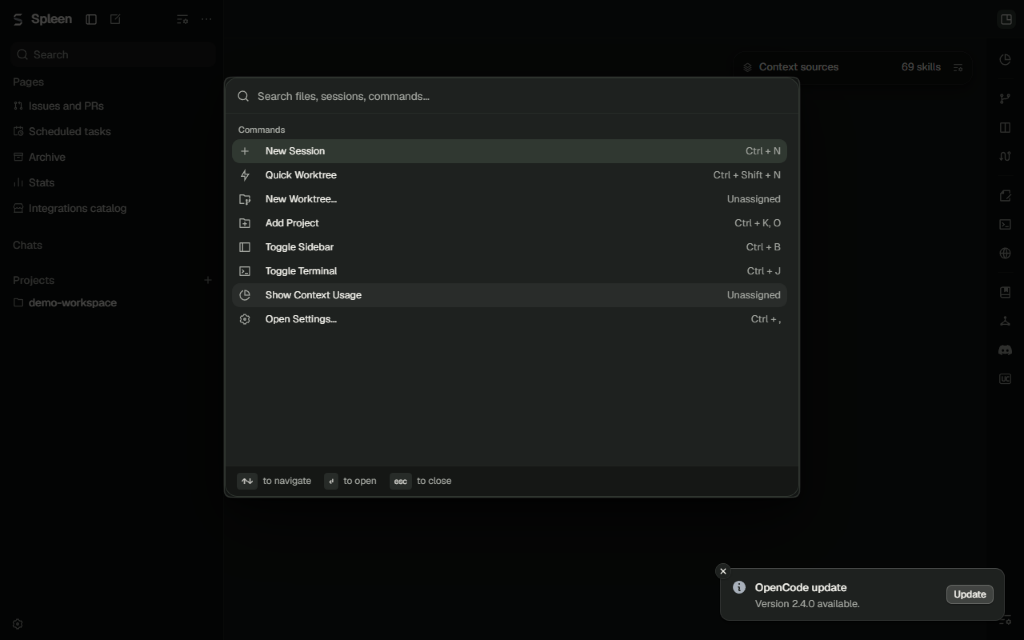 Spleen
Search
Pages
Issues and PRs
Scheduled tasks
Archive
Stats
Integrations catalog
Chats
Projects
demo-workspace
Context sources 69 skills
Search files, sessions, commands...
Commands
New Session Ctrl + N
Quick Worktree Ctrl + Shift + N
New Worktree... Unassigned
Add Project Ctrl + K, O
Toggle Sidebar Ctrl + B
Toggle Terminal Ctrl + J
Show Context Usage Unassigned
Open Settings... Ctrl + ,
to navigate to open esc to close
OpenCode update
Version 2.4.0 available.
Update